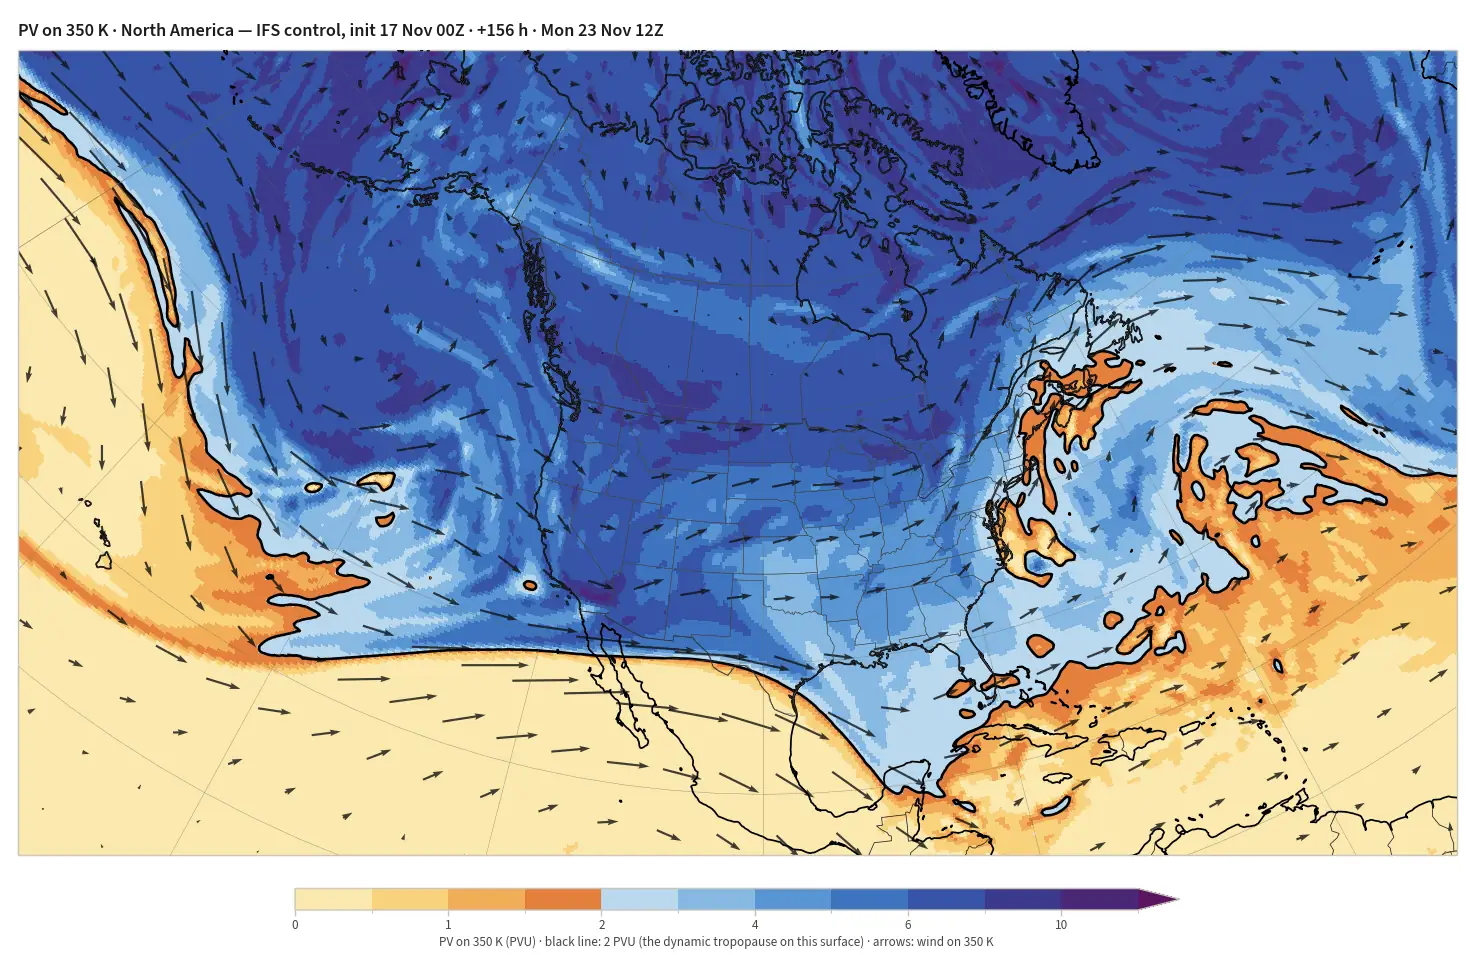 PV on 350 K · North America — IFS control, init 17 Nov 00Z · +156 h · Mon 23 Nov 12Z
0 1 2 4 6 10
PV on 350 K (PVU) · black line: 2 PVU (the dynamic tropopause on this surface) · arrows: wind on 350 K